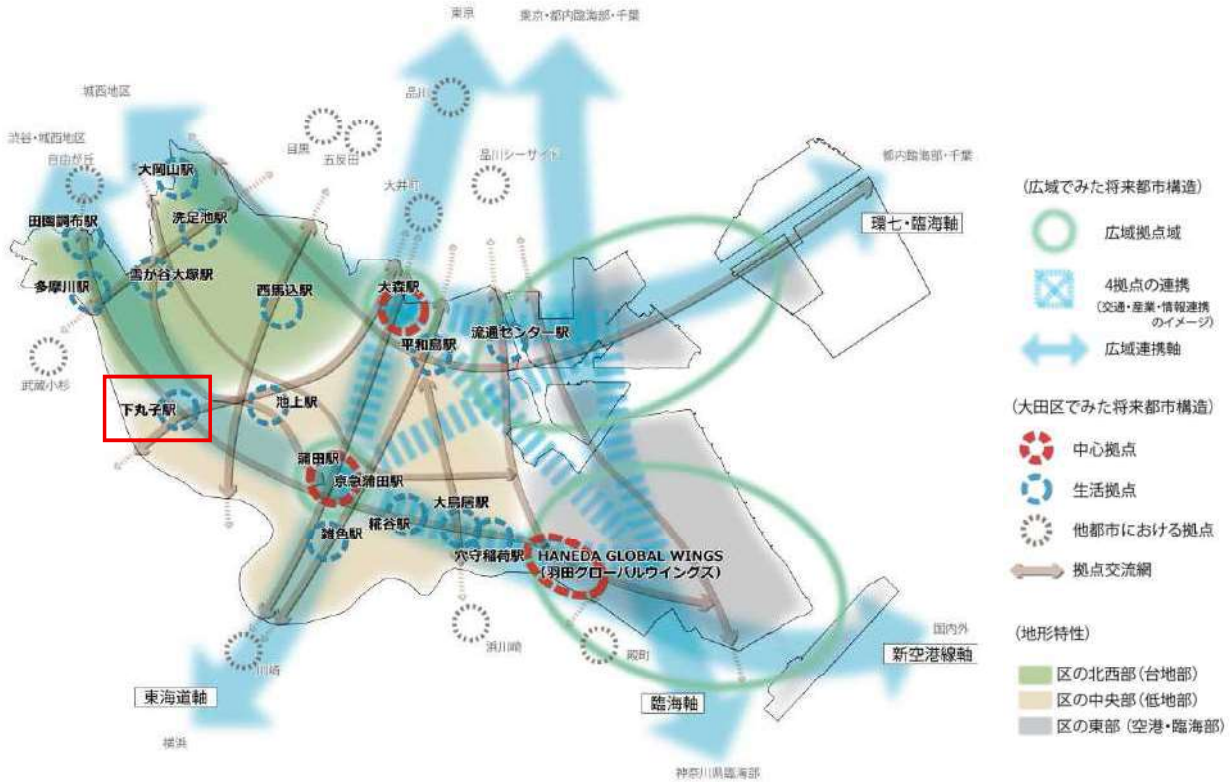 東京
東京・都内臨海部・千葉
城西地区
品川
渋谷・城西地区
自由が丘
目黒
五反田
品川シーサイド
都内臨海部・千葉
大岡山駅
大井町
田園調布駅
洗足池駅
環七・臨海軸
雪が谷大塚駅
多摩川駅
西馬込駅
大森駅
流通センター駅
平和島駅
武蔵小杉
下丸子駅
池上駅
蒲田駅
京急蒲田駅
大鳥居駅
糀谷駅
雑色駅
穴守稲荷駅
HANEDA GLOBAL WINGS
(羽田グローバルウイングズ)
浜川崎
殿町
川崎
国内外
新空港線軸
東海道軸
臨海軸
横浜
神奈川県臨海部
(広域でみた将来都市構造)
広域拠点域
4拠点の連携
(交通・産業・情報連携
のイメージ)
広域連携軸
(大田区でみた将来都市構造)
中心拠点
生活拠点
他都市における拠点
拠点交流網
(地形特性)
区の北西部(台地部)
区の中央部(低地部)
区の東部(空港・臨海部)